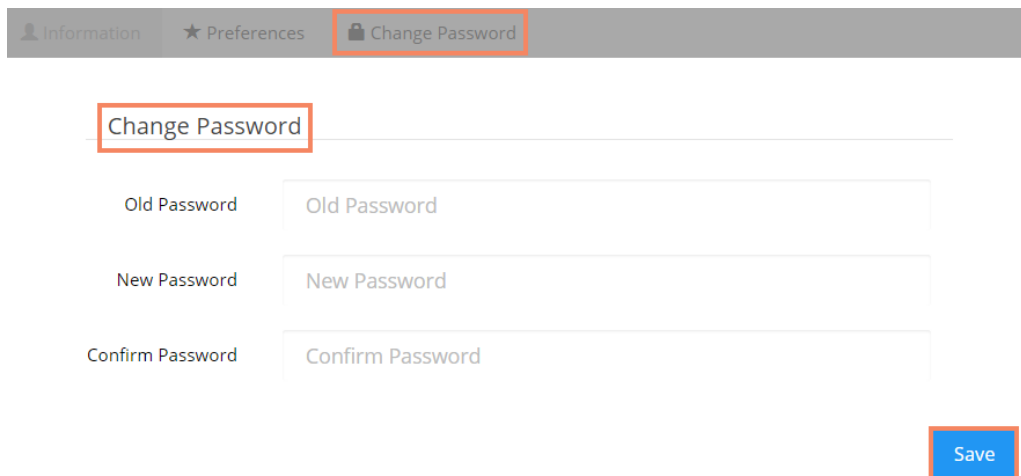 Information Preferences Change Password
Change Password
Old Password Old Password
New Password New Password
Confirm Password Confirm Password
Save